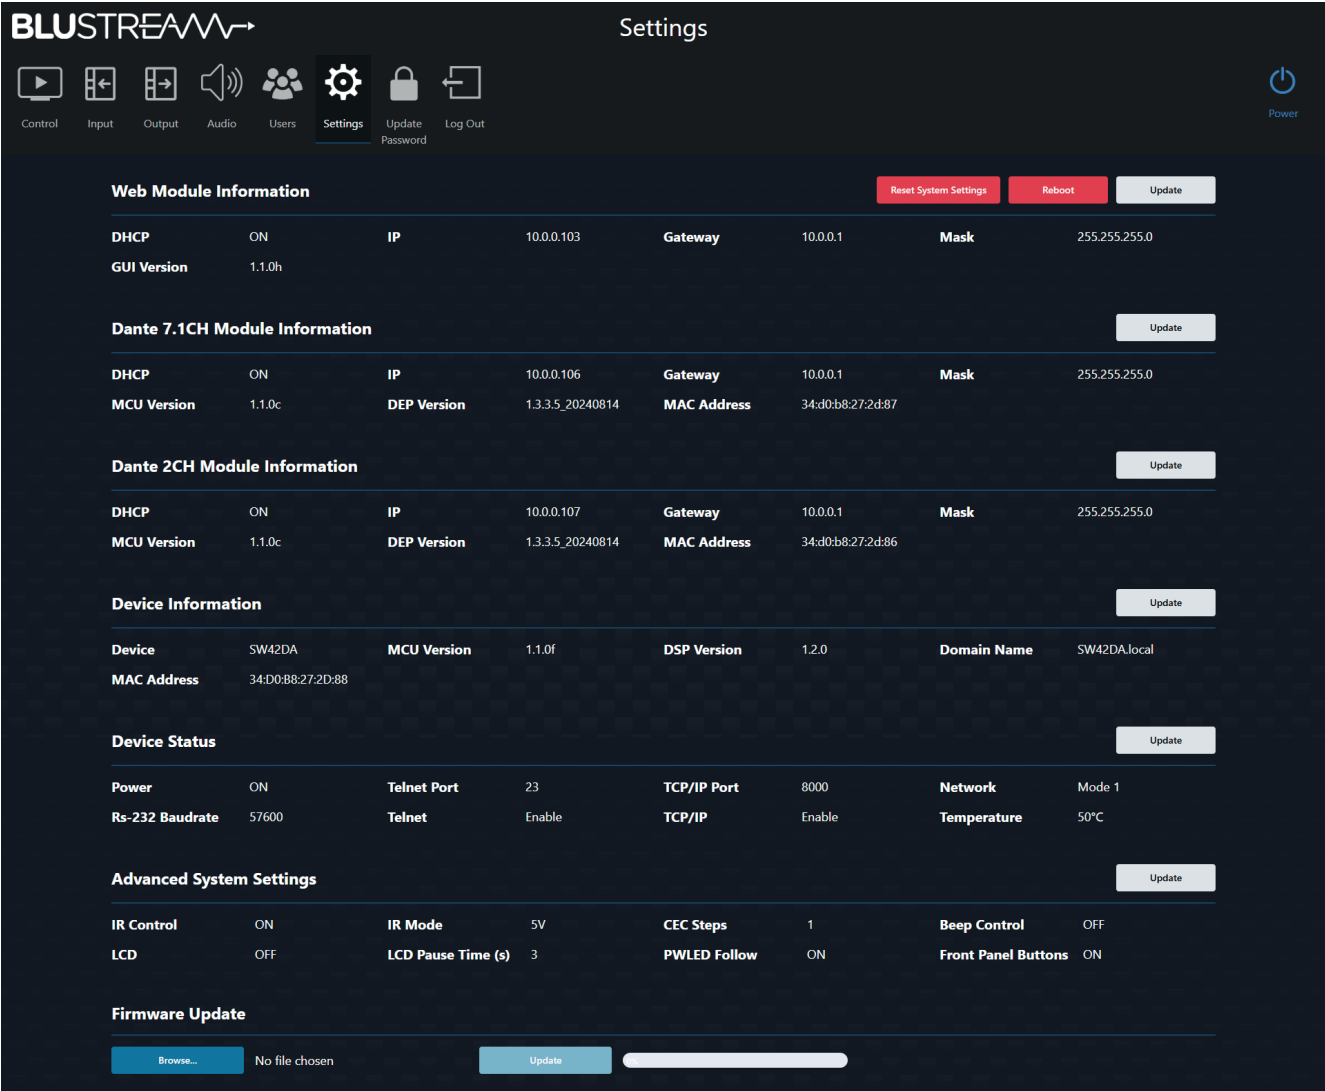 BLUSTREAM
Settings
Control Input Output Audio Users Settings Update Password Log Out Power
Web Module Information Reset System Settings Reboot Update
DHCP ON IP 10.0.0.103 Gateway 10.0.0.1 Mask 255.255.255.0
GUI Version 1.1.0h
Dante 7.1CH Module Information Update
DHCP ON IP 10.0.0.106 Gateway 10.0.0.1 Mask 255.255.255.0
MCU Version 1.1.0c DEP Version 1.3.3.5_20240814 MAC Address 34:d0:b8:27:2d:87
Dante 2CH Module Information Update
DHCP ON IP 10.0.0.107 Gateway 10.0.0.1 Mask 255.255.255.0
MCU Version 1.1.0c DEP Version 1.3.3.5_20240814 MAC Address 34:d0:b8:27:2d:86
Device Information Update
Device SW42DA MCU Version 1.1.0f DSP Version 1.2.0 Domain Name SW42DA.local
MAC Address 34:D0:B8:27:2D:88
Device Status Update
Power ON Telnet Port 23 TCP/IP Port 8000 Network Mode 1
Rs-232 Baudrate 57600 Telnet Enable TCP/IP Enable Temperature 50°C
Advanced System Settings Update
IR Control ON IR Mode 5V CEC Steps 1 Beep Control OFF
LCD OFF LCD Pause Time (s) 3 PWLED Follow ON Front Panel Buttons ON
Firmware Update
Browse... No file chosen Update